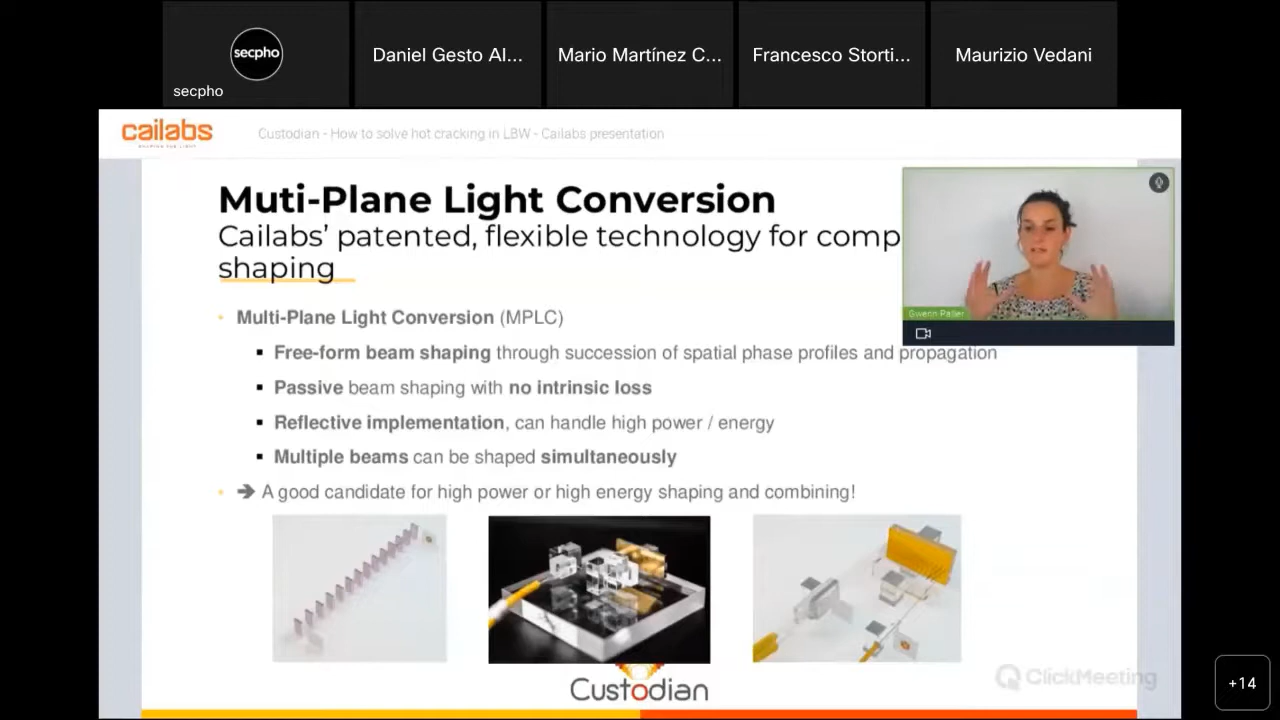 secpho
secpho
Daniel Gesto Al...
Mario Martínez C...
Francesco Storti...
Maurizio Vedani
cailabs
Custodian - How to solve hot cracking in LBW - Cailabs presentation
Muti-Plane Light Conversion
Cailabs' patented, flexible technology for comp
shaping
Gwenn Pallier
• Multi-Plane Light Conversion (MPLC)
▪ Free-form beam shaping through succession of spatial phase profiles and propagation
▪ Passive beam shaping with no intrinsic loss
▪ Reflective implementation, can handle high power / energy
▪ Multiple beams can be shaped simultaneously
• ➔ A good candidate for high power or high energy shaping and combining!
Custodian
ClickMeeting
+14